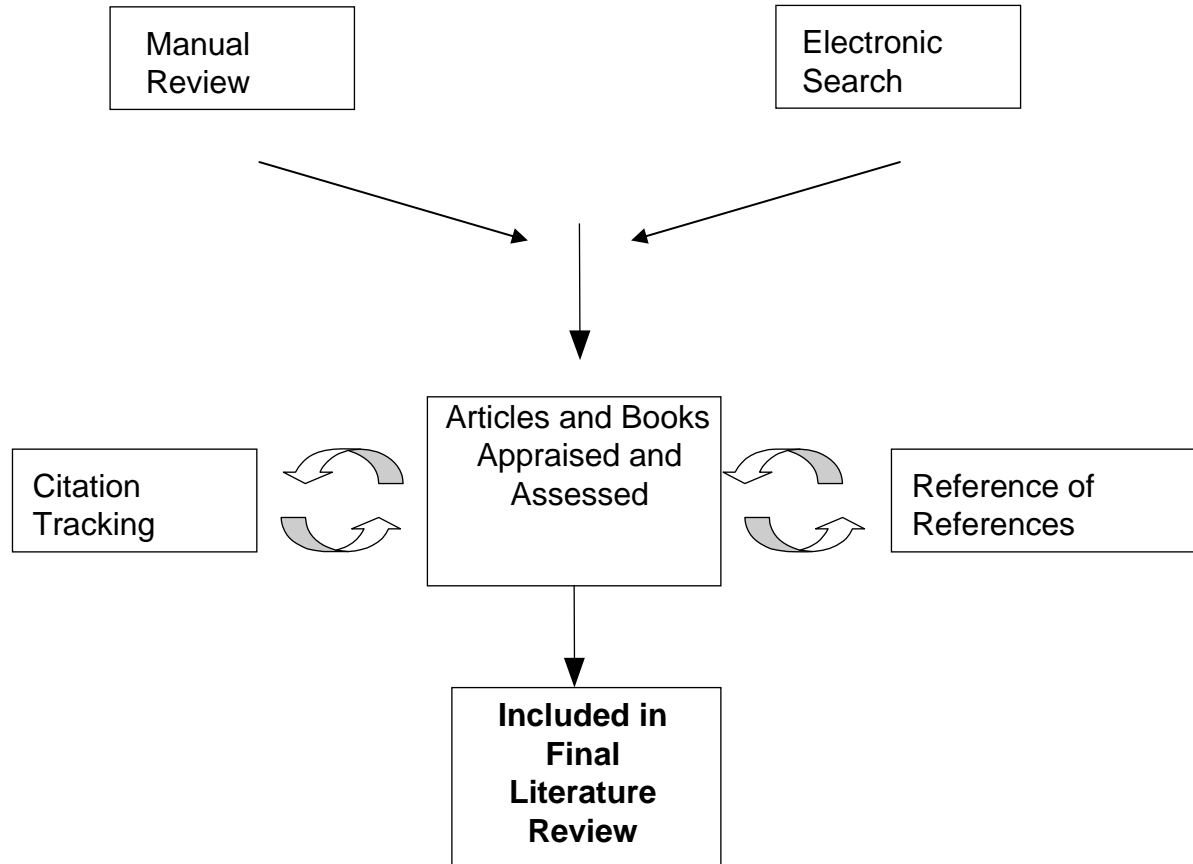 Manual
Review
Electronic
Search
Articles and Books
Appraised and
Assessed
Citation
Tracking
Reference of
References
Included in
Final
Literature
Review